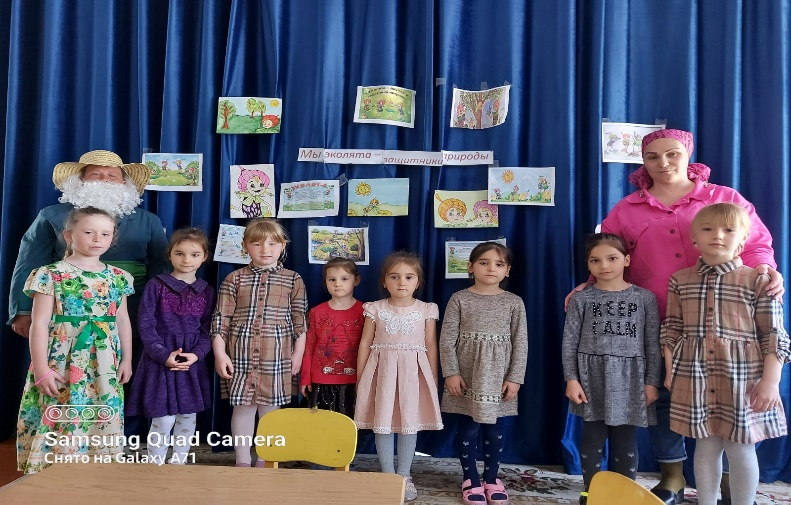 Мы эколята – защитники природы
KEEP
CALM
Samsung Quad Camera
Снято на Galaxy A71